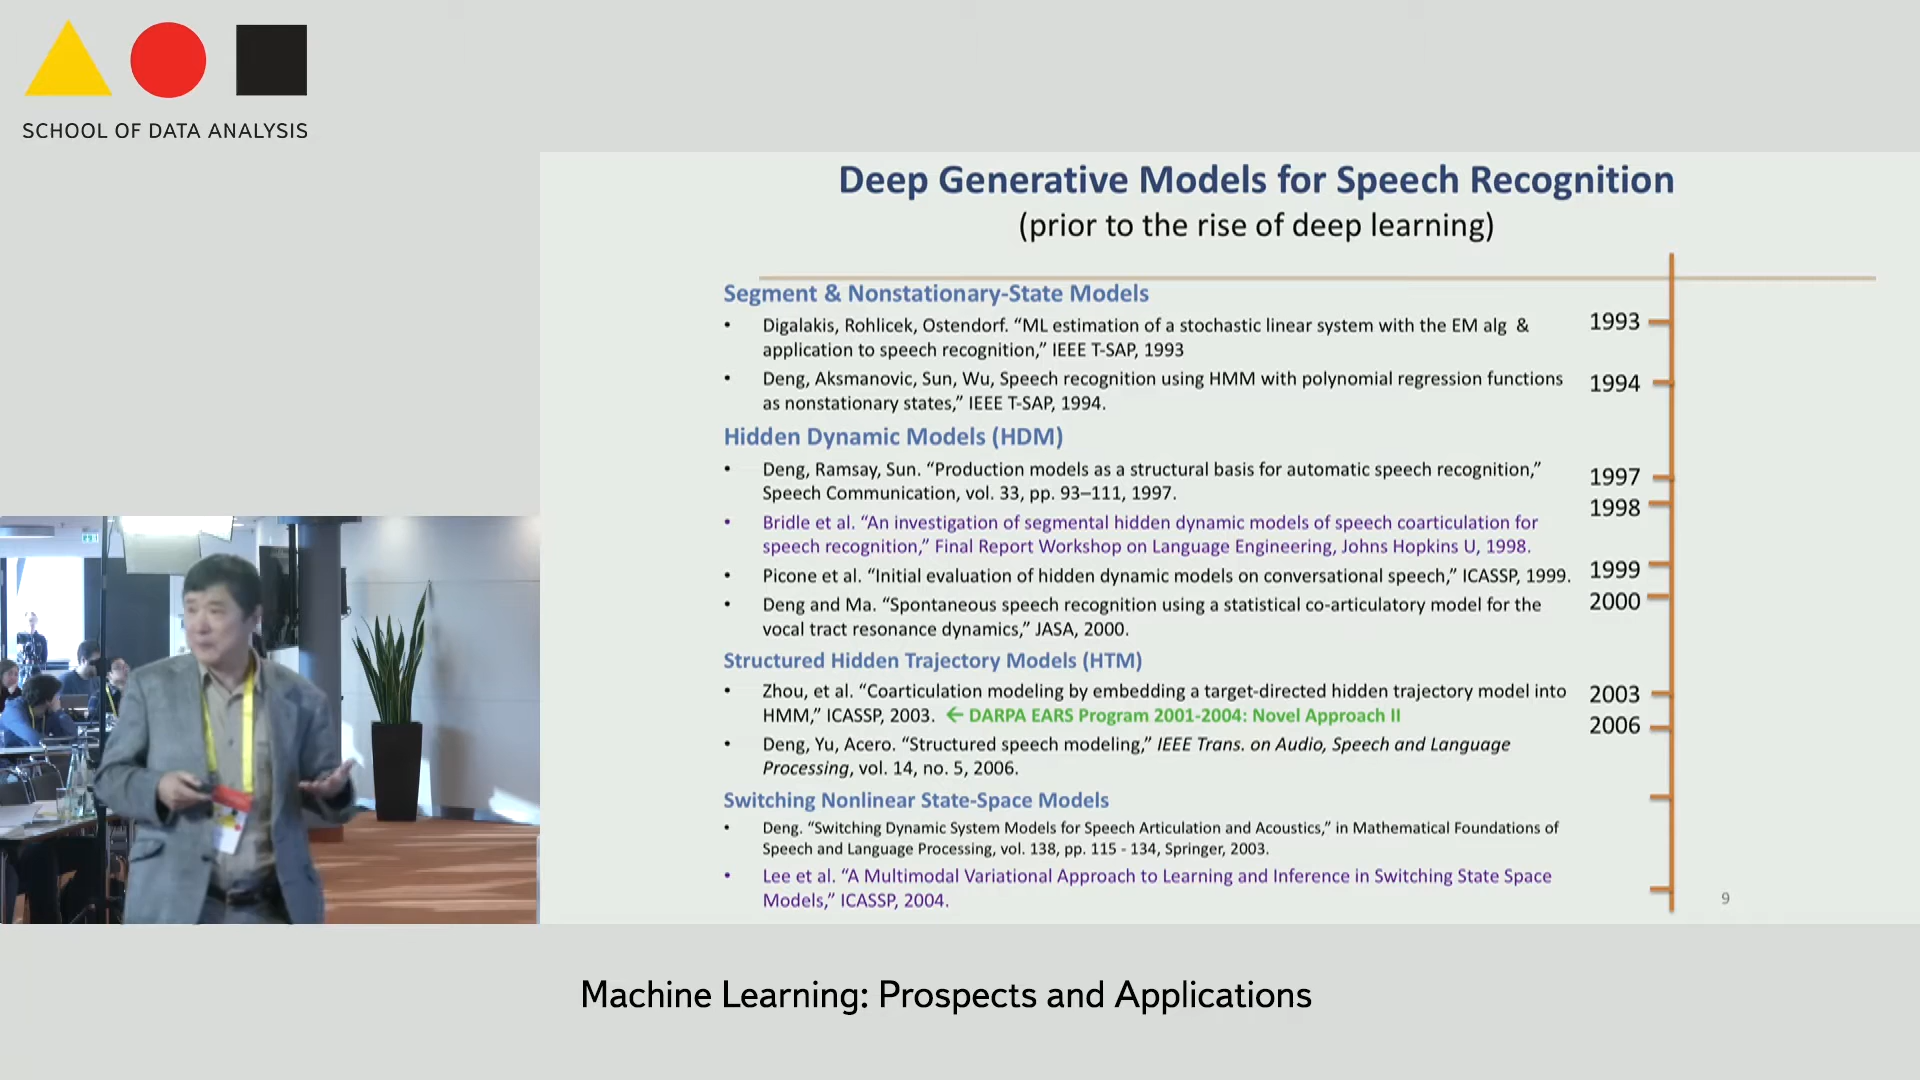 SCHOOL OF DATA ANALYSIS
Deep Generative Models for Speech Recognition
(prior to the rise of deep learning)
Segment & Nonstationary-State Models
• Digalakis, Rohlicek, Ostendorf. “ML estimation of a stochastic linear system with the EM alg &
application to speech recognition,” IEEE T-SAP, 1993
1993
• Deng, Aksmanovic, Sun, Wu, Speech recognition using HMM with polynomial regression functions
as nonstationary states,” IEEE T-SAP, 1994.
1994
Hidden Dynamic Models (HDM)
• Deng, Ramsay, Sun. “Production models as a structural basis for automatic speech recognition,”
Speech Communication, vol. 33, pp. 93–111, 1997.
1997
• Bridle et al. “An investigation of segmental hidden dynamic models of speech coarticulation for
speech recognition,” Final Report Workshop on Language Engineering, Johns Hopkins U, 1998.
1998
• Picone et al. “Initial evaluation of hidden dynamic models on conversational speech,” ICASSP, 1999.
1999
• Deng and Ma. “Spontaneous speech recognition using a statistical co-articulatory model for the
vocal tract resonance dynamics,” JASA, 2000.
2000
Structured Hidden Trajectory Models (HTM)
• Zhou, et al. “Coarticulation modeling by embedding a target-directed hidden trajectory model into
HMM,” ICASSP, 2003. ← DARPA EARS Program 2001-2004: Novel Approach II
2003
• Deng, Yu, Acero. “Structured speech modeling,” IEEE Trans. on Audio, Speech and Language
Processing, vol. 14, no. 5, 2006.
2006
Switching Nonlinear State-Space Models
• Deng. “Switching Dynamic System Models for Speech Articulation and Acoustics,” in Mathematical Foundations of
Speech and Language Processing, vol. 138, pp. 115 - 134, Springer, 2003.
• Lee et al. “A Multimodal Variational Approach to Learning and Inference in Switching State Space
Models,” ICASSP, 2004.
9
Machine Learning: Prospects and Applications